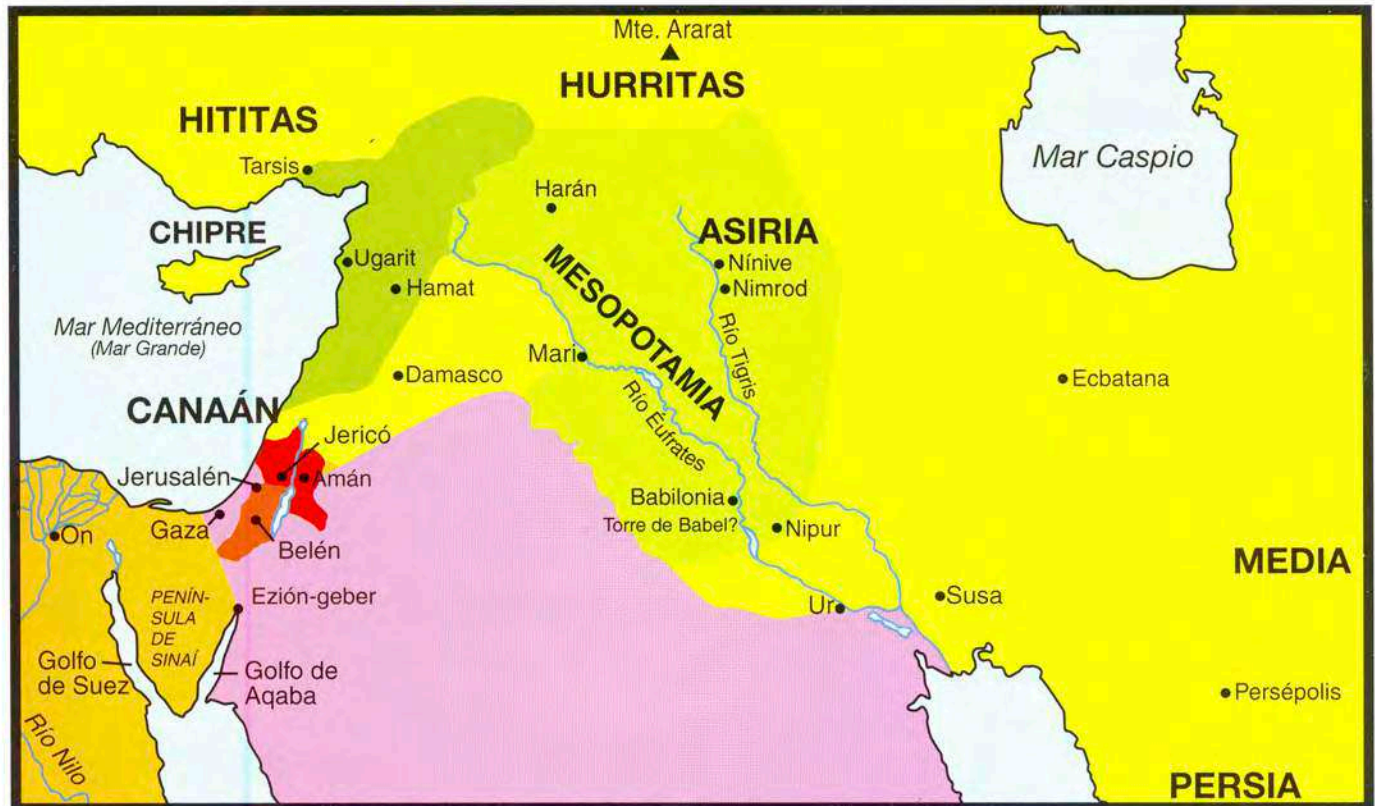 Mte. Ararat
HURRITAS
HITITAS
Tarsis
Mar Caspio
Harán
CHIPRE
ASIRIA
Ugarit
Nínive
Hamat
Nimrod
MESOPOTAMIA
Mar Mediterráneo
(Mar Grande)
Río Tigris
Mari
Damasco
Ecbatana
CANAÁN
Río Éufrates
Jericó
Jerusalén
Amán
Babilonia
Torre de Babel?
Gaza
Nipur
On
Belén
MEDIA
Ezión-geber
PENÍN-
SULA
DE
SINAÍ
Ur
Susa
Golfo
de Suez
Golfo de
Aqaba
Persépolis
Río Nilo
PERSIA